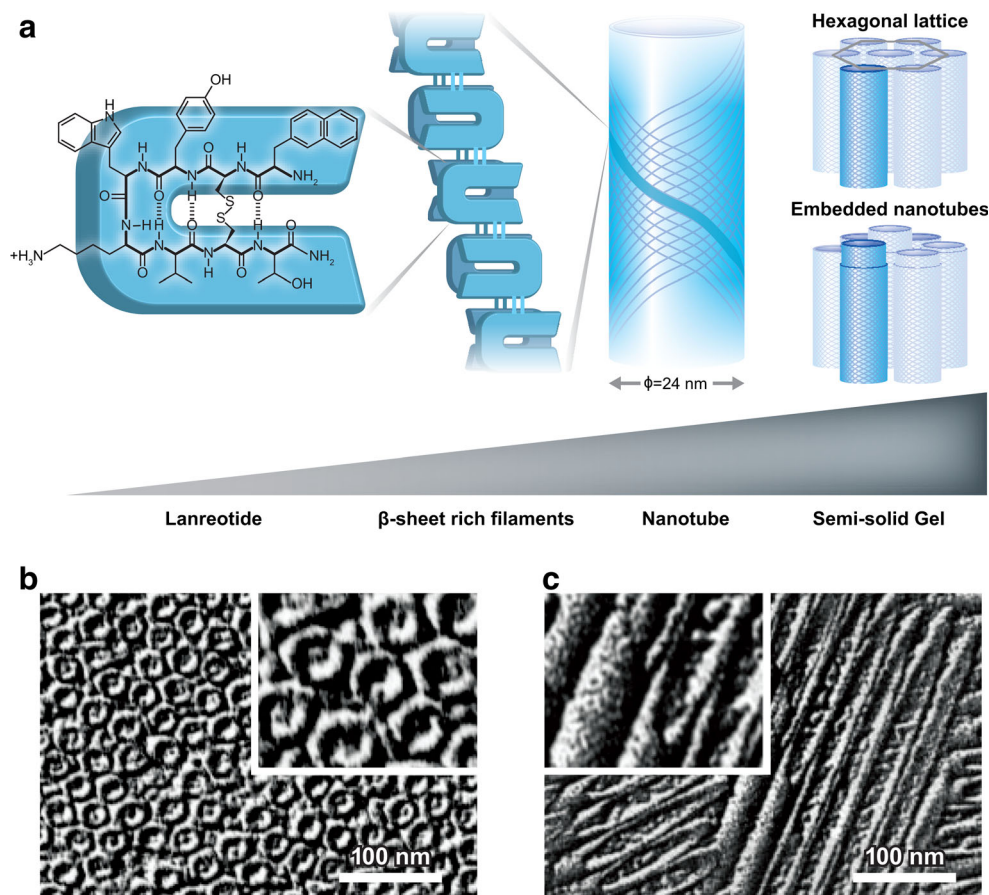 a
Hexagonal lattice
Embedded nanotubes
OH
H
N
H
N
O
H
N
O
N
H
O
O
NH₂
S
S
O
H
N
-H
H
O
H
O
N
O
N
H
O
N
O
NH₂
+H₃N
OH
ϕ=24 nm
Lanreotide
β-sheet rich filaments
Nanotube
Semi-solid Gel
b
c
100 nm
100 nm